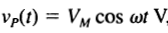 v_P(t) = V_M cos ωt V,